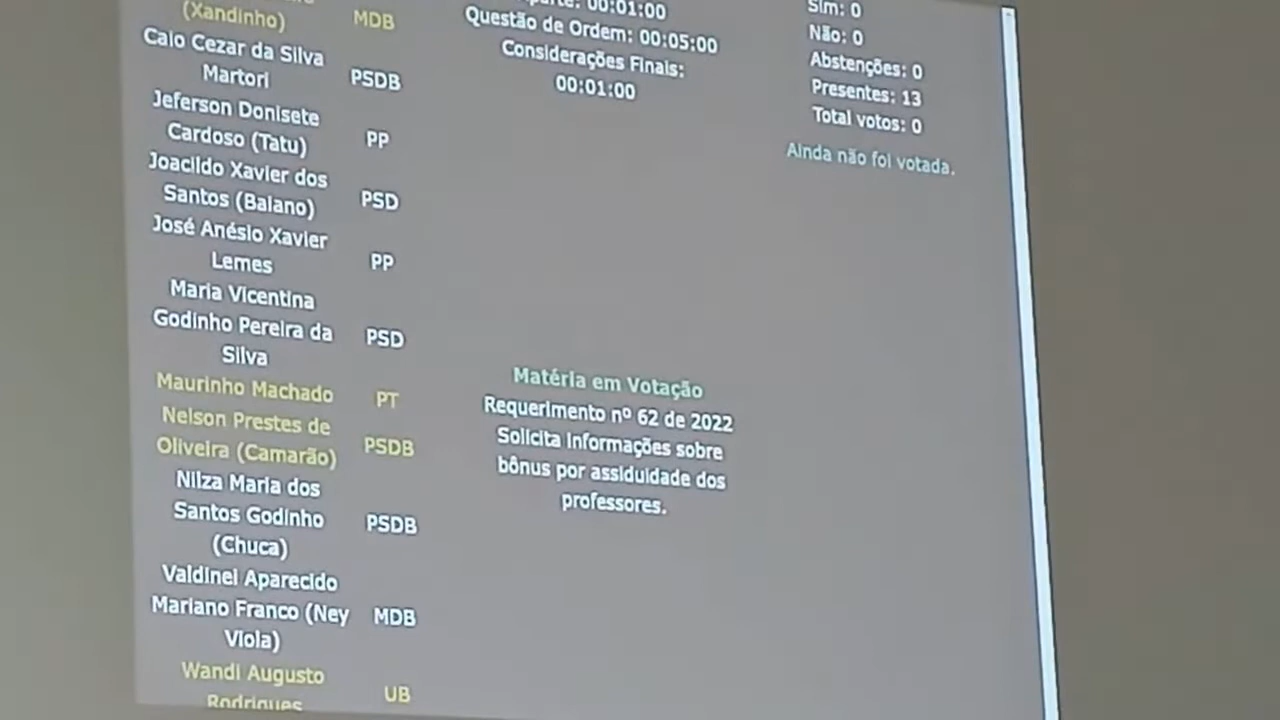 (Xandinho) MDB
Caio Cezar da Silva
Martori PSDB
Jeferson Donisete
Cardoso (Tatu) PP
Joacildo Xavier dos
Santos (Baiano) PSD
José Anésio Xavier
Lemes PP
Maria Vicentina
Godinho Pereira da
Silva PSD
Maurinho Machado PT
Nelson Prestes de
Oliveira (Camarão) PSDB
Nilza Maria dos
Santos Godinho
(Chuca) PSDB
Valdinei Aparecido
Mariano Franco (Ney
Viola) MDB
Wandi Augusto
Rodrigues UB
00:01:00
Questão de Ordem: 00:05:00
Considerações Finais:
00:01:00
Matéria em Votação
Requerimento nº 62 de 2022
Solicita informações sobre
bônus por assiduidade dos
professores.
Sim: 0
Não: 0
Abstenções: 0
Presentes: 13
Total votos: 0
Ainda não foi votada.